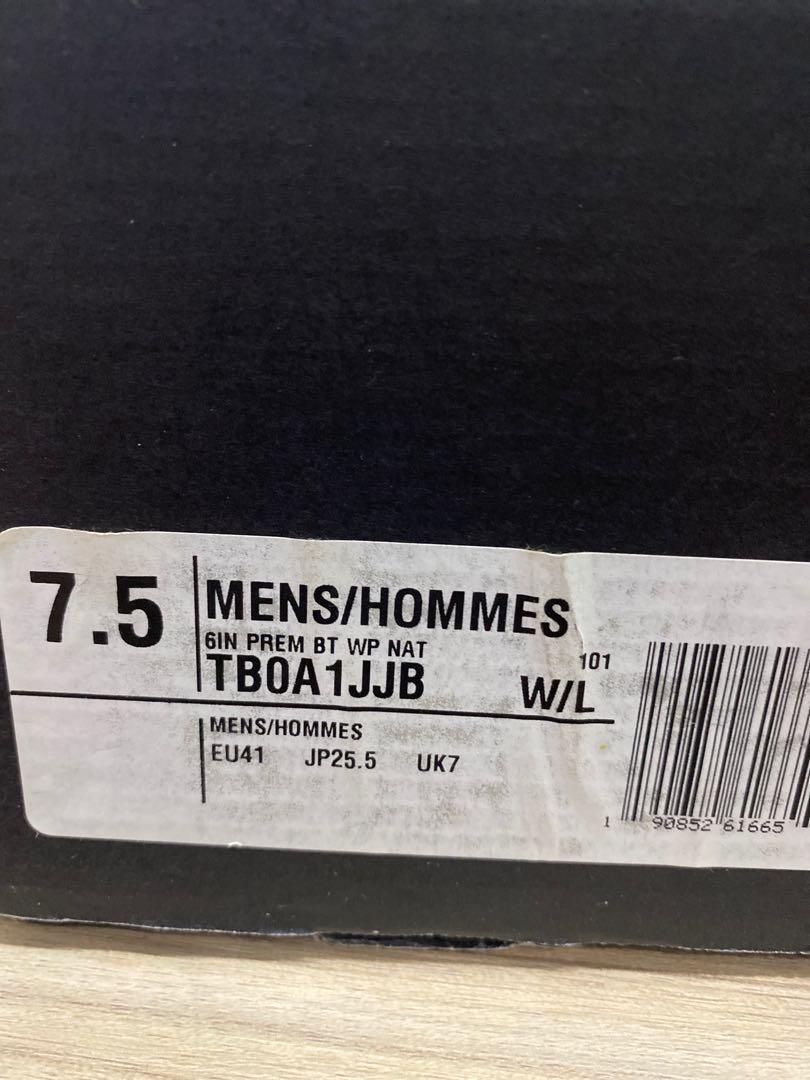 7.5
MENS/HOMMES
6IN PREM BT WP NAT
101
TB0A1JJB W/L
MENS/HOMMES
EU41 JP25.5 UK7
1 90852 61665